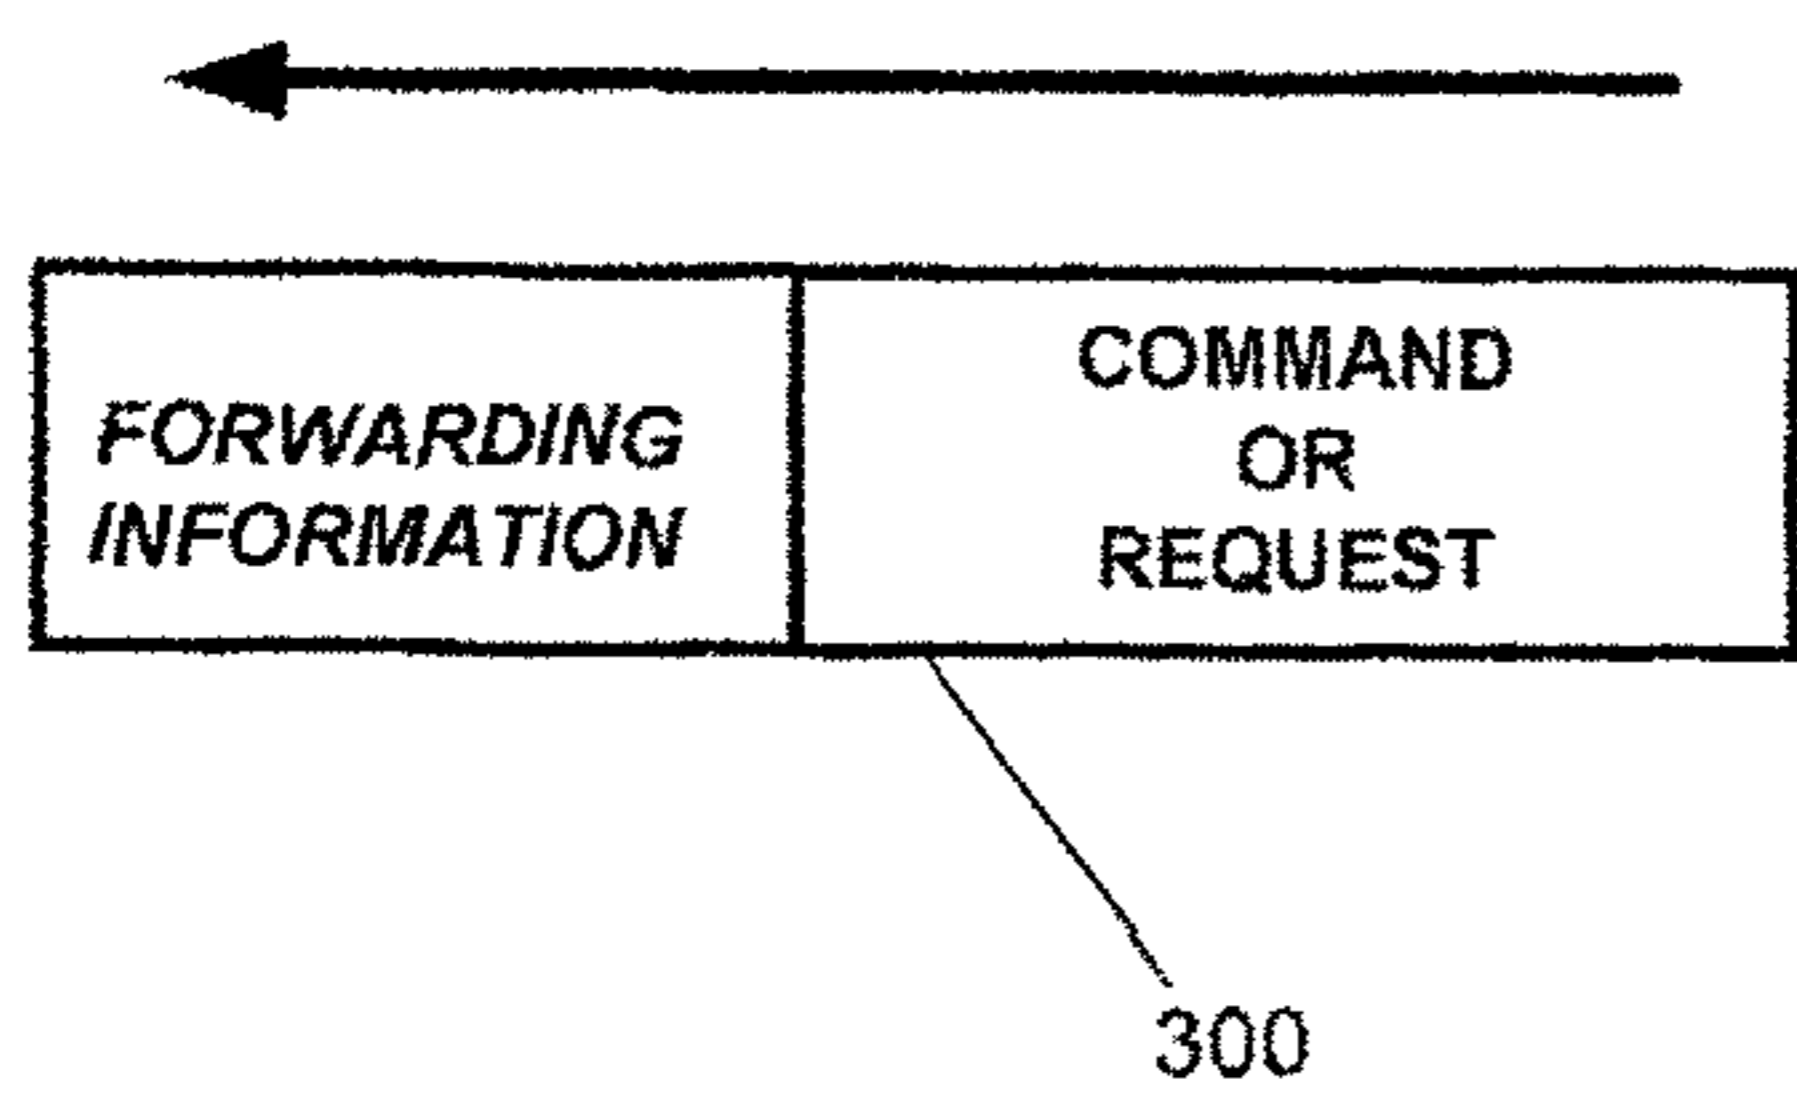 FORWARDING
INFORMATION
COMMAND
OR
REQUEST
300